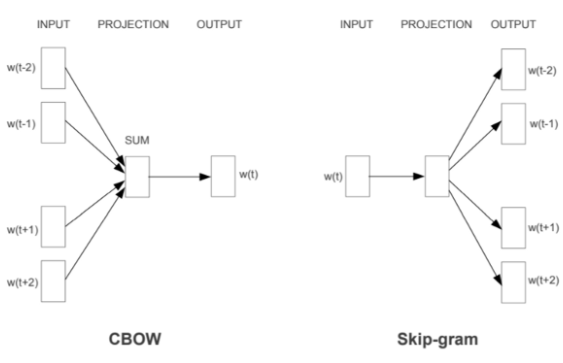 INPUT PROJECTION OUTPUT
w(t-2)
w(t-1)
SUM
w(t)
w(t+1)
w(t+2)
CBOW
INPUT PROJECTION OUTPUT
w(t-2)
w(t-1)
w(t)
w(t+1)
w(t+2)
Skip-gram